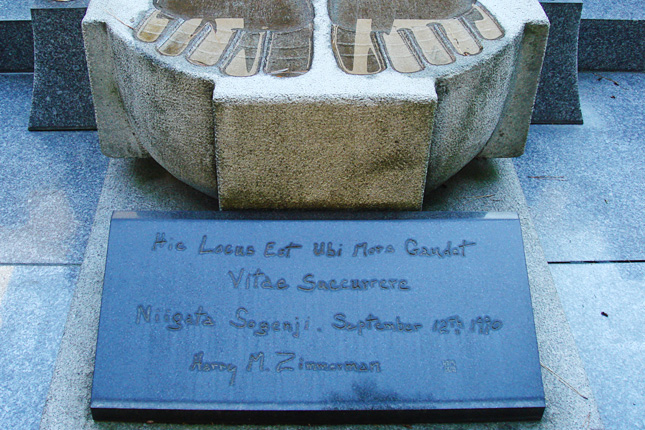 Hic Locus Est Ubi Mors Gaudet
Vitae Succurrere
Niigata Sogenji. September 12th, 1990
Harry M. Zimmerman